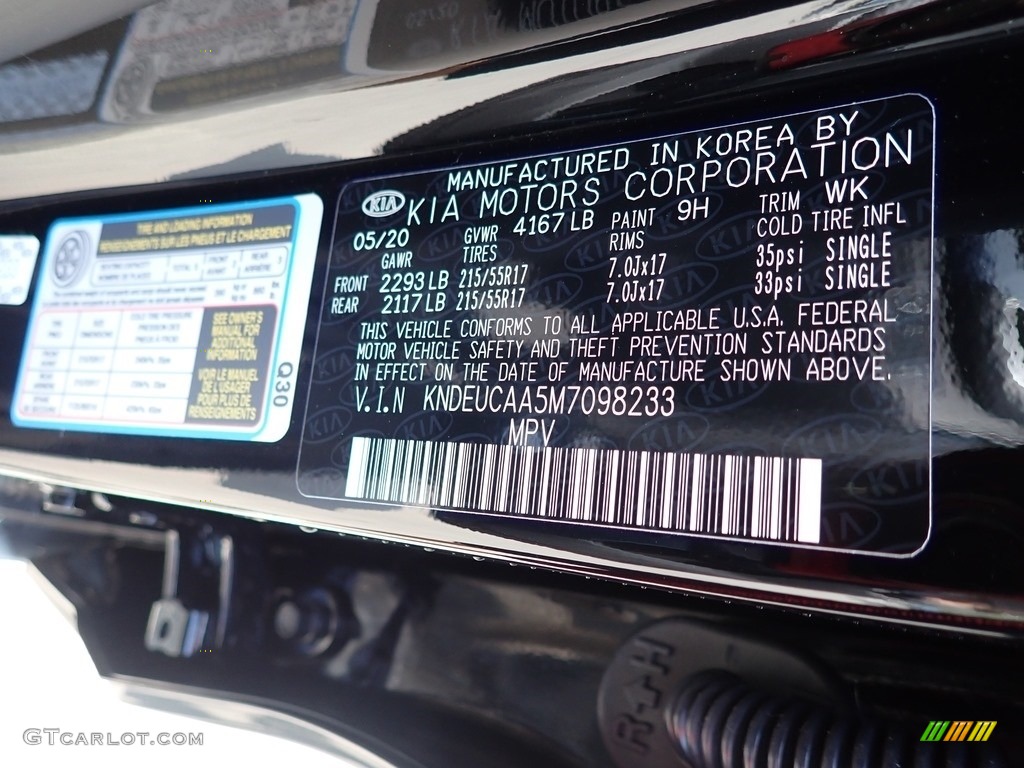 MANUFACTURED IN KOREA BY
KIA KIA MOTORS CORPORATION
05/20 GVWR 4167 LB PAINT 9H TRIM WK
GAWR TIRES RIMS COLD TIRE INFL
FRONT 2293 LB 215/55R17 7.0Jx17 35psi SINGLE
REAR 2117 LB 215/55R17 7.0Jx17 33psi SINGLE
THIS VEHICLE CONFORMS TO ALL APPLICABLE U.S.A. FEDERAL
MOTOR VEHICLE SAFETY AND THEFT PREVENTION STANDARDS
IN EFFECT ON THE DATE OF MANUFACTURE SHOWN ABOVE.
V.I.N KNDEUCAA5M7098233
MPV
TIRE AND LOADING INFORMATION
RENSEIGNEMENTS SUR LES PNEUS ET LE CHARGEMENT
SEE OWNER'S
MANUAL FOR
ADDITIONAL
INFORMATION
VOIR LE MANUEL
DE L'USAGER
POUR PLUS DE
RENSEIGNEMENTS
Q30
R-H
GTcarlot.com